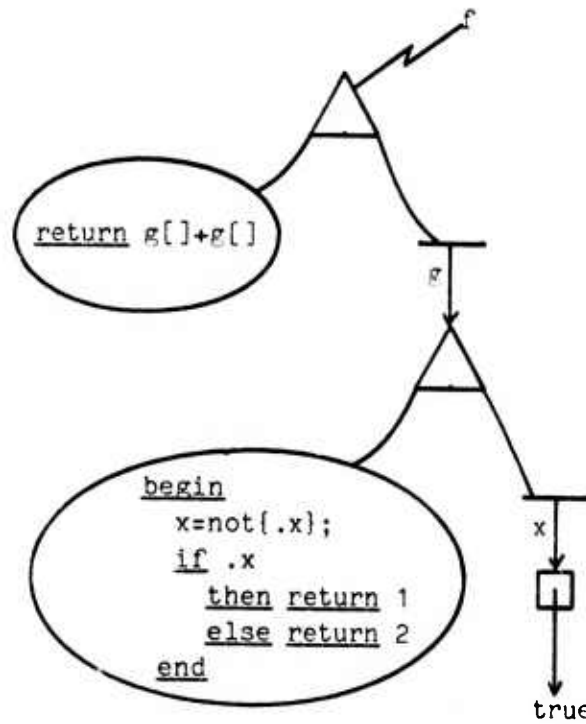 f
return g[]+g[]
g
begin
x=not{.x};
x
if .x
then return 1
else return 2
end
true